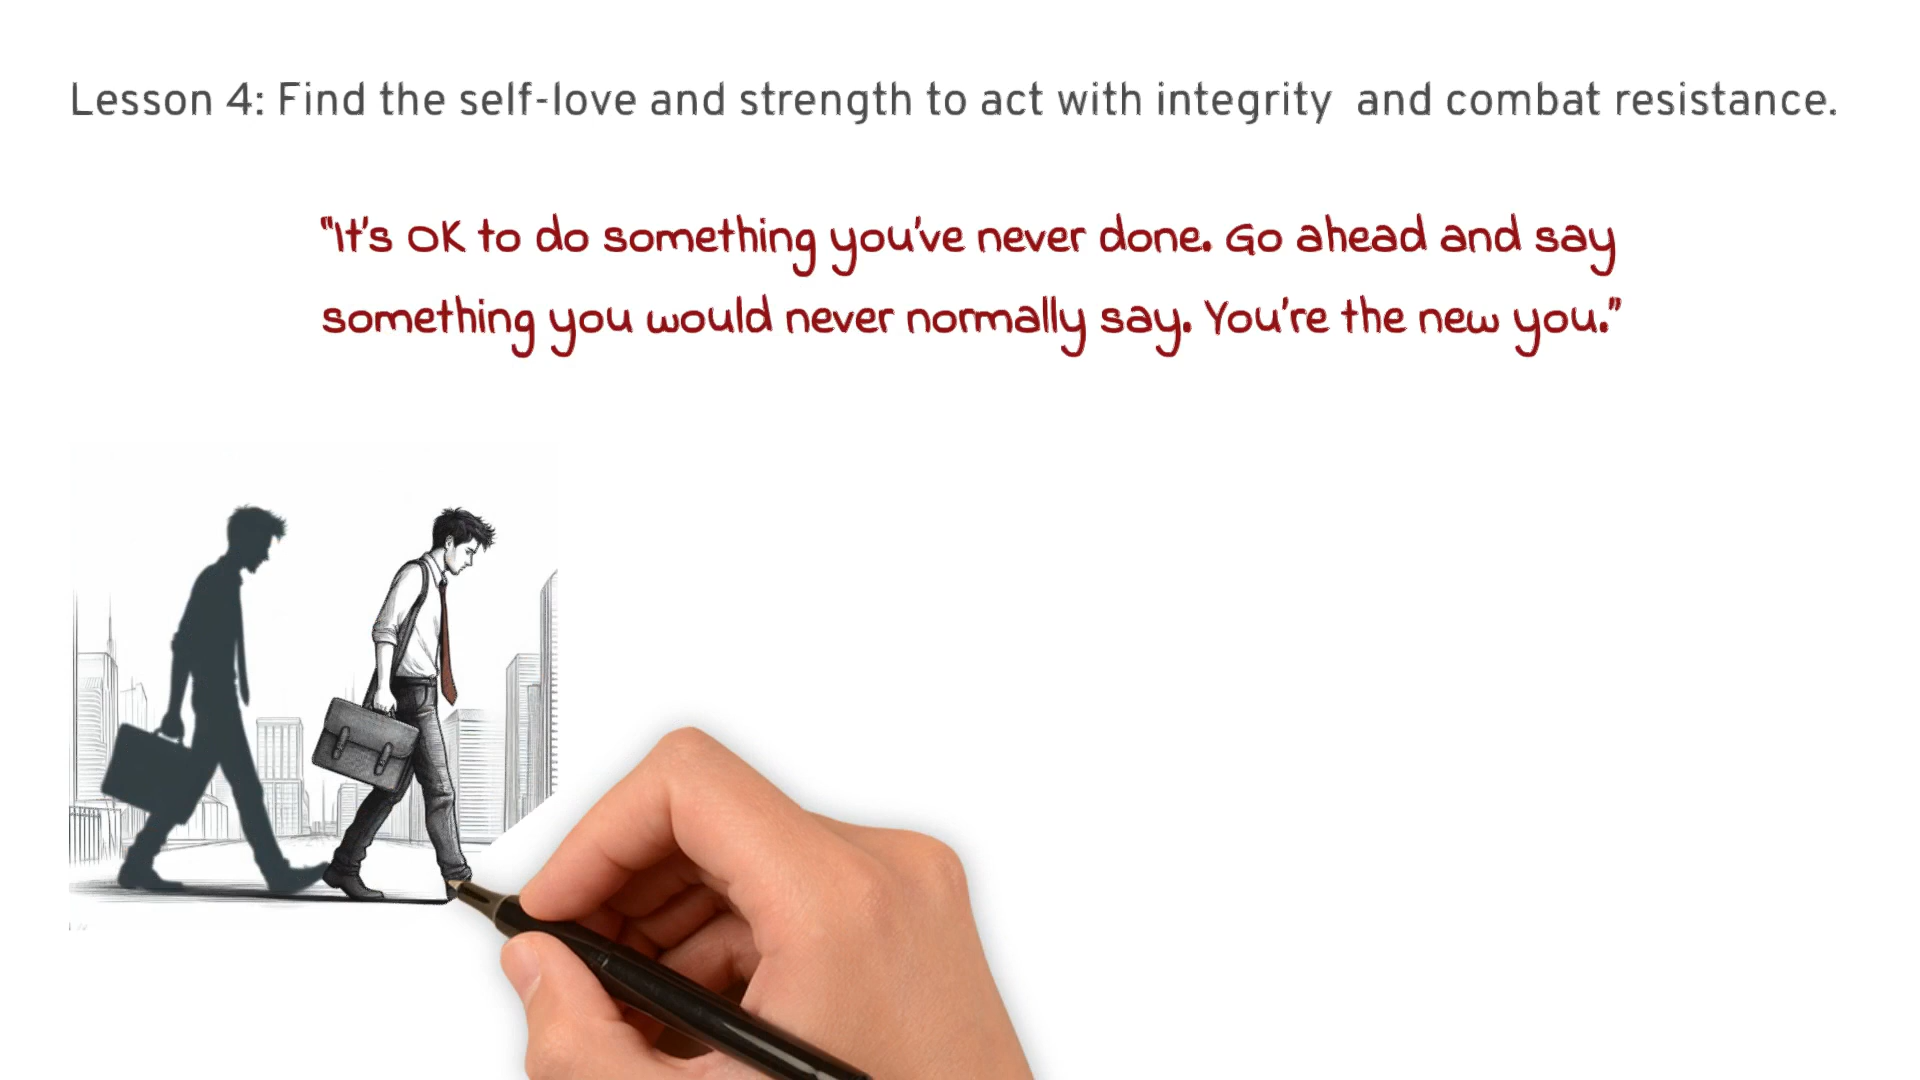 Lesson 4: Find the self-love and strength to act with integrity  and combat resistance.
"It's OK to do something you've never done. Go ahead and say
something you would never normally say. You're the new you."